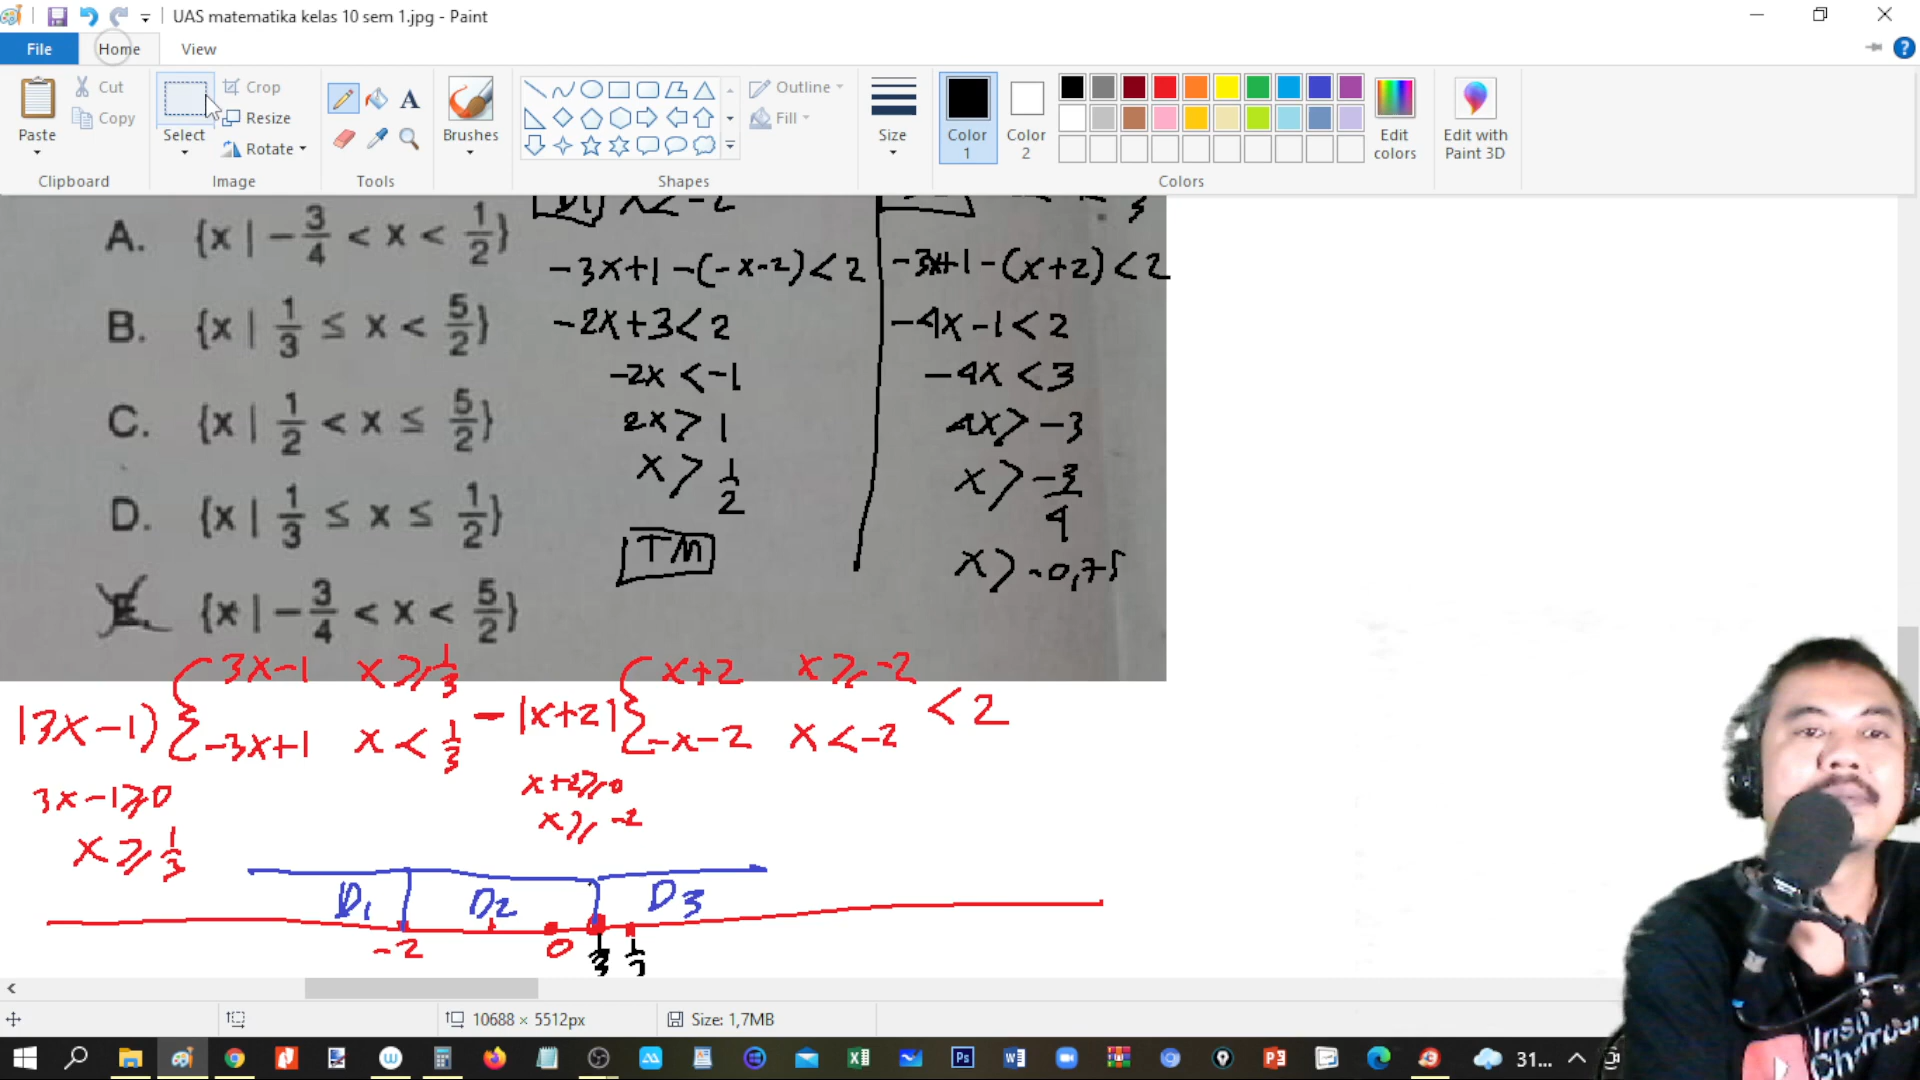 UAS matematika kelas 10 sem 1.jpg - Paint
File Home View
Paste Cut Copy Select Crop Resize Rotate A Brushes Outline Fill Size Color 1 Color 2 Edit colors Edit with Paint 3D
Clipboard Image Tools Shapes Colors
A. {x | -3/4 < x < 1/2}
B. {x | 1/3 ≤ x < 5/2}
C. {x | 1/2 < x ≤ 5/2}
D. {x | 1/3 ≤ x ≤ 1/2}
E. {x | -3/4 < x < 5/2}
D1 x < -2
-3x+1-(-x-2)<2
-2x+3<2
-2x<-1
2x>1
x>1/2
TM
-3x+1-(x+2)<2
-4x-1<2
-4x<3
4x>-3
x>-3/4
x>-0,75
|3x-1| { 3x-1 x≥1/3 - |x+2| { x+2 x≥-2 <2
-3x+1 x<1/3 -x-2 x<-2
3x-1≥0
x≥1/3
x+2≥0
x≥-2
D1 D2 D3
-2 0 1/3 1/2
10688 × 5512px Size: 1,7MB
31...